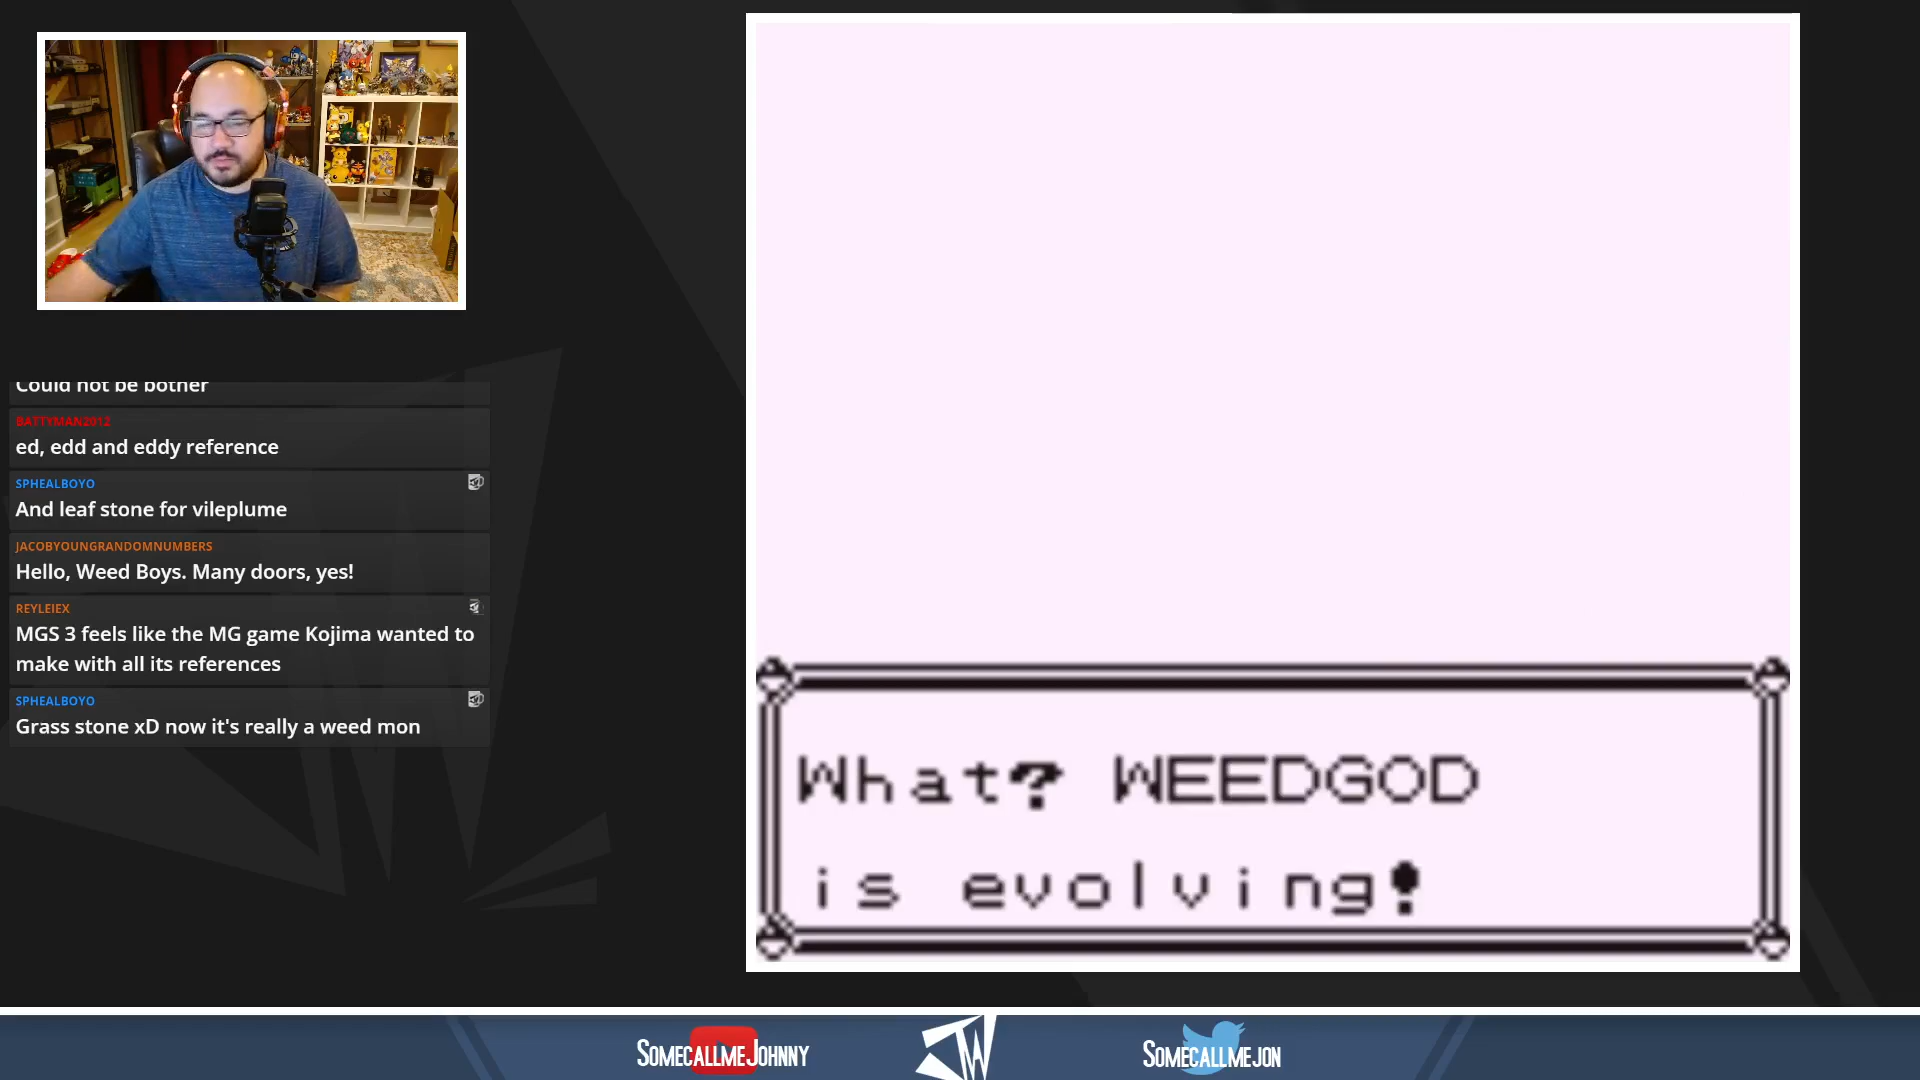 Could not be bother
BATTYMAN2012
ed, edd and eddy reference
SPHEALBOYO
And leaf stone for vileplume
JACOBYOUNGRANDOMNUMBERS
Hello, Weed Boys. Many doors, yes!
REYLEIEX
MGS 3 feels like the MG game Kojima wanted to
make with all its references
SPHEALBOYO
Grass stone xD now it's really a weed mon
What? WEEDGOD
is evolving!
SOMECALLMEJOHNNY
SOMECALLMEJON